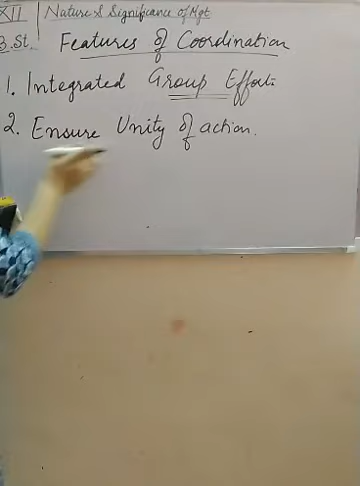 XII Nature & Significance of Mgt
B.St. Features of Coordination
1. Integrated Group Efforts
2. Ensure Unity of action.